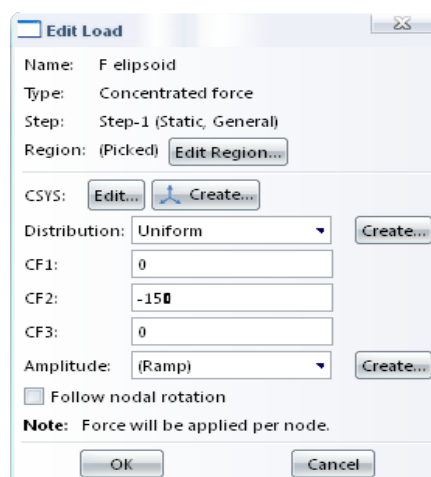 Edit Load
Name: F elipsoid
Type: Concentrated force
Step: Step-1 (Static, General)
Region: (Picked) Edit Region...
CSYS: Edit... Create...
Distribution: Uniform Create...
CF1: 0
CF2: -150
CF3: 0
Amplitude: (Ramp) Create...
Follow nodal rotation
Note: Force will be applied per node.
OK Cancel